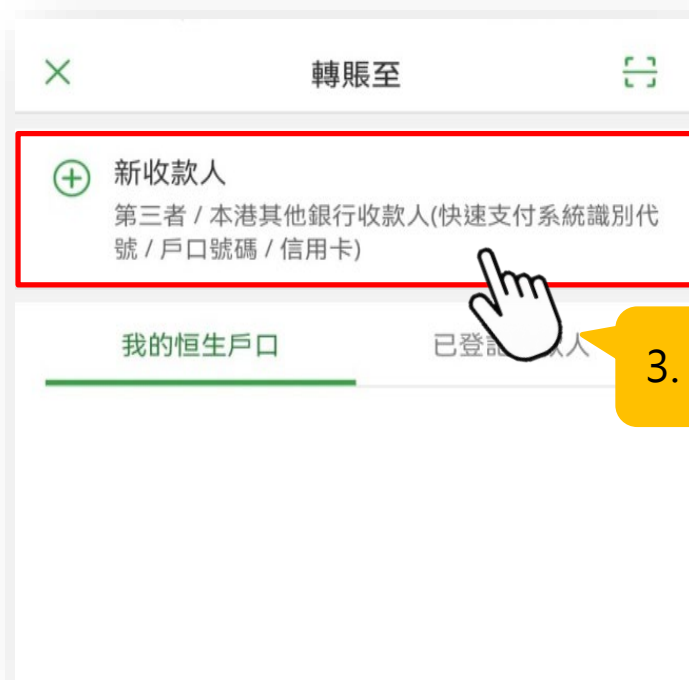 轉賬至
新收款人
第三者 / 本港其他銀行收款人(快速支付系統識別代
號 / 戶口號碼 / 信用卡)
我的恒生戶口
已登 人
3.